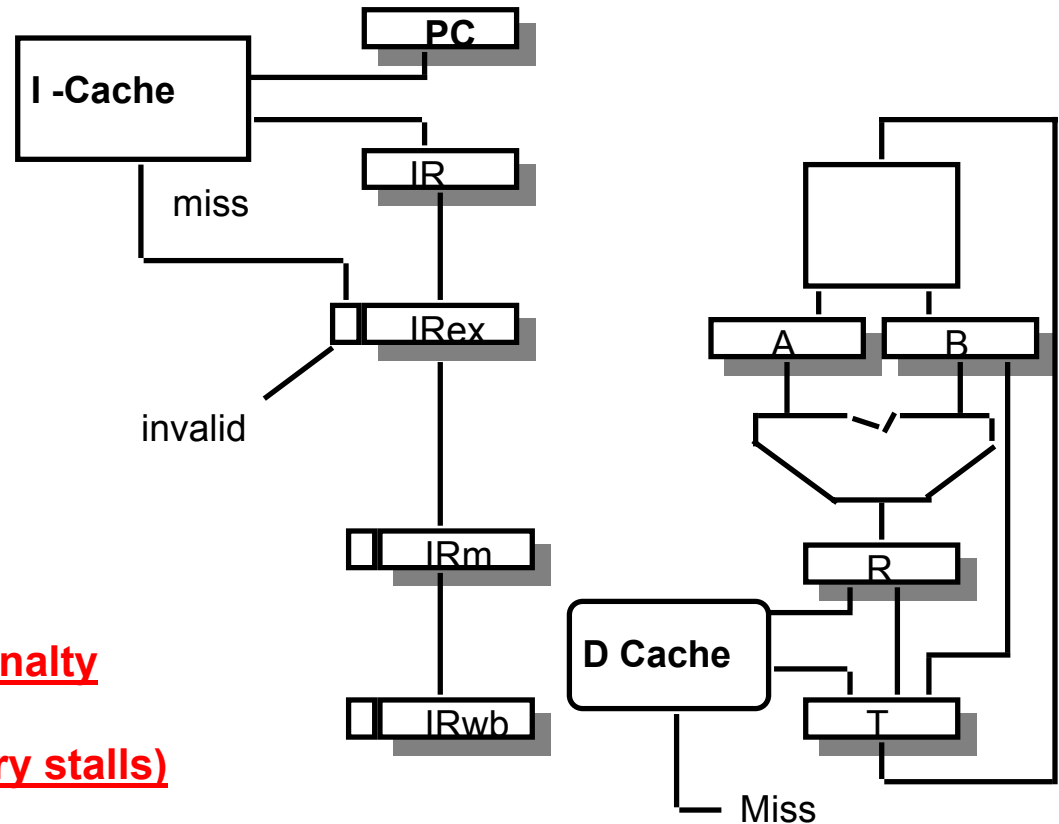 PC
I -Cache
IR
miss
IRex
A
B
invalid
IRm
R
D Cache
nalty
IRwb
T
ry stalls)
Miss